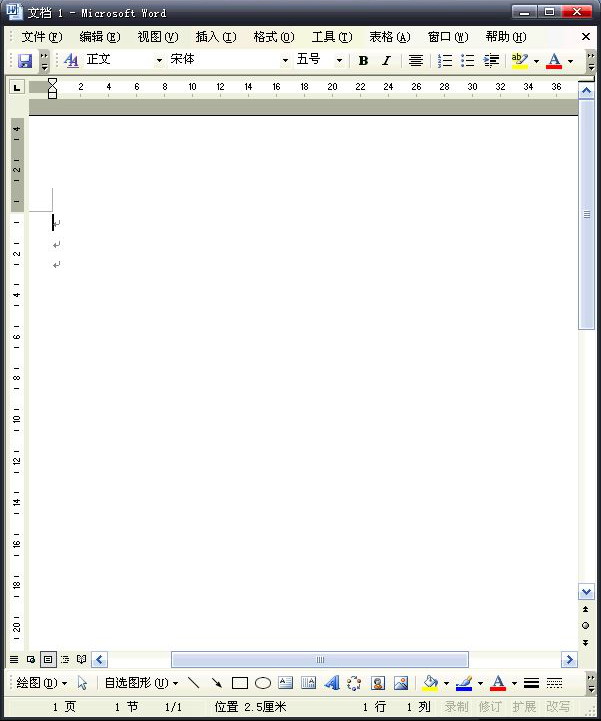 文档 1 - Microsoft Word
文件(F) 编辑(E) 视图(V) 插入(I) 格式(O) 工具(T) 表格(A) 窗口(W) 帮助(H)
正文 宋体 五号 B I ab A
L 2 4 6 8 10 12 14 16 18 20 22 24 26 28 30 32 34 36
4
2
2
4
6
8
10
12
14
16
18
20
绘图(D) 自选图形(U) A A
1 页 1 节 1/1 位置 2.5厘米 1 行 1 列 录制 修订 扩展 改写